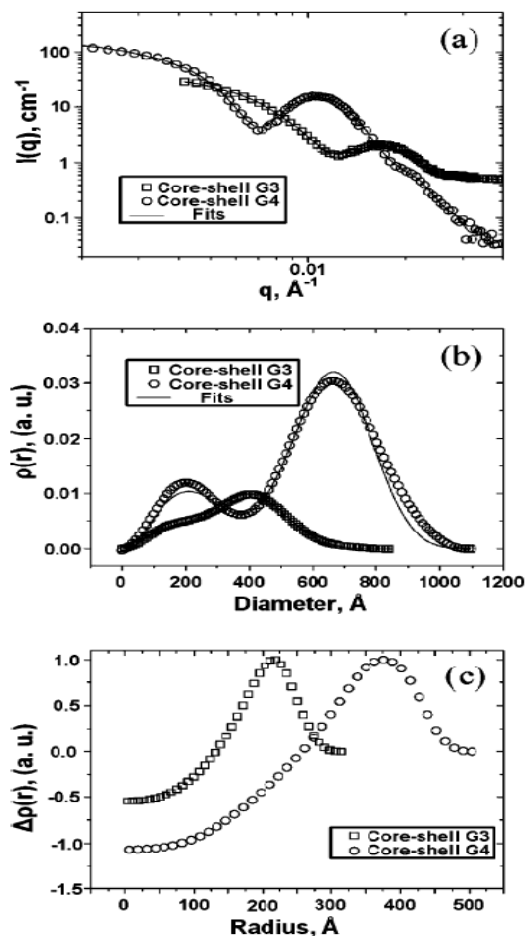 (a)
100
10
1
0.1
I(q), cm⁻¹
Core-shell G3
Core-shell G4
Fits
0.01
q, Å⁻¹
(b)
0.04
0.03
0.02
0.01
0.00
ρ(r), (a. u.)
Core-shell G3
Core-shell G4
Fits
0 200 400 600 800 1000 1200
Diameter, Å
(c)
1.0
0.5
0.0
-0.5
-1.0
-1.5
Δρ(r), (a. u.)
Core-shell G3
Core-shell G4
0 100 200 300 400 500
Radius, Å